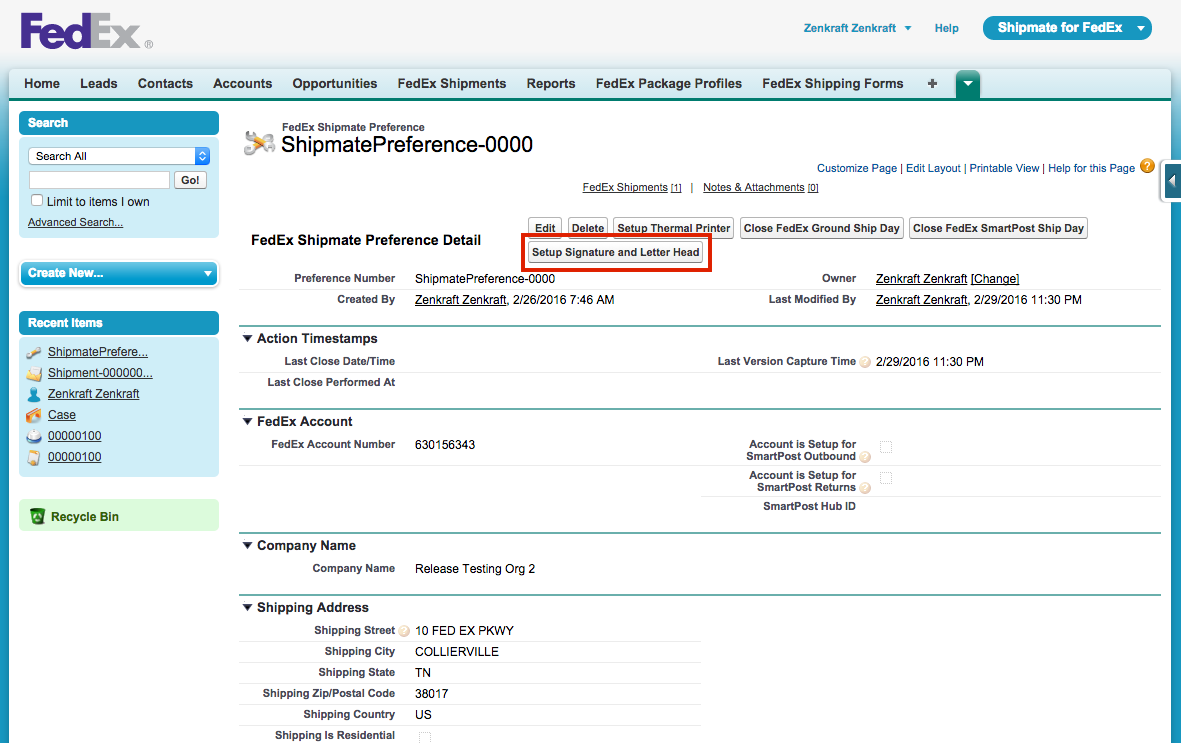 FedEx®
Zenkraft Zenkraft Help Shipmate for FedEx
Home Leads Contacts Accounts Opportunities FedEx Shipments Reports FedEx Package Profiles FedEx Shipping Forms +
Search
Search All
Go!
Limit to items I own
Advanced Search...
Create New...
Recent Items
ShipmatePrefere...
Shipment-000000...
Zenkraft Zenkraft
Case
00000100
00000100
Recycle Bin
FedEx Shipmate Preference
ShipmatePreference-0000
Customize Page | Edit Layout | Printable View | Help for this Page ?
FedEx Shipments [1] | Notes & Attachments [0]
FedEx Shipmate Preference Detail
Edit Delete Setup Thermal Printer Close FedEx Ground Ship Day Close FedEx SmartPost Ship Day
Setup Signature and Letter Head
Preference Number ShipmatePreference-0000 Owner Zenkraft Zenkraft [Change]
Created By Zenkraft Zenkraft, 2/26/2016 7:46 AM Last Modified By Zenkraft Zenkraft, 2/29/2016 11:30 PM
Action Timestamps
Last Close Date/Time Last Version Capture Time ? 2/29/2016 11:30 PM
Last Close Performed At
FedEx Account
FedEx Account Number 630156343 Account is Setup for
SmartPost Outbound ?
Account is Setup for
SmartPost Returns ?
SmartPost Hub ID
Company Name
Company Name Release Testing Org 2
Shipping Address
Shipping Street ? 10 FED EX PKWY
Shipping City COLLIERVILLE
Shipping State TN
Shipping Zip/Postal Code 38017
Shipping Country US
Shipping Is Residential